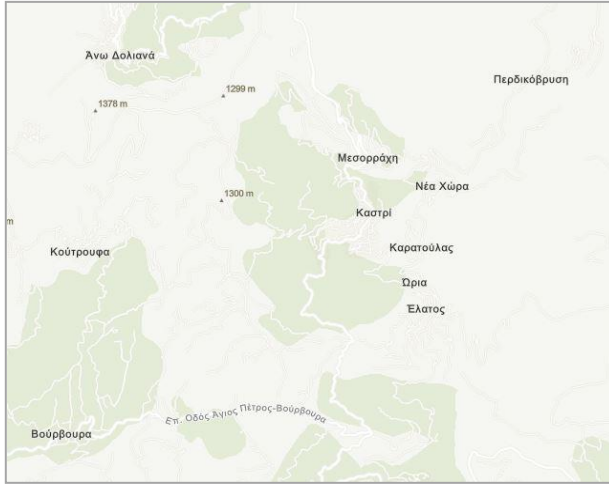 Άνω Δολιανά
Περδικόβρυση
1299 m
1378 m
Μεσορράχη
Νέα Χώρα
1300 m
Καστρί
m
Καρατούλας
Κούτρουφα
Ώρια
Έλατος
Επ. Οδός Άγιος Πέτρος-Βούρβουρα
Βούρβουρα